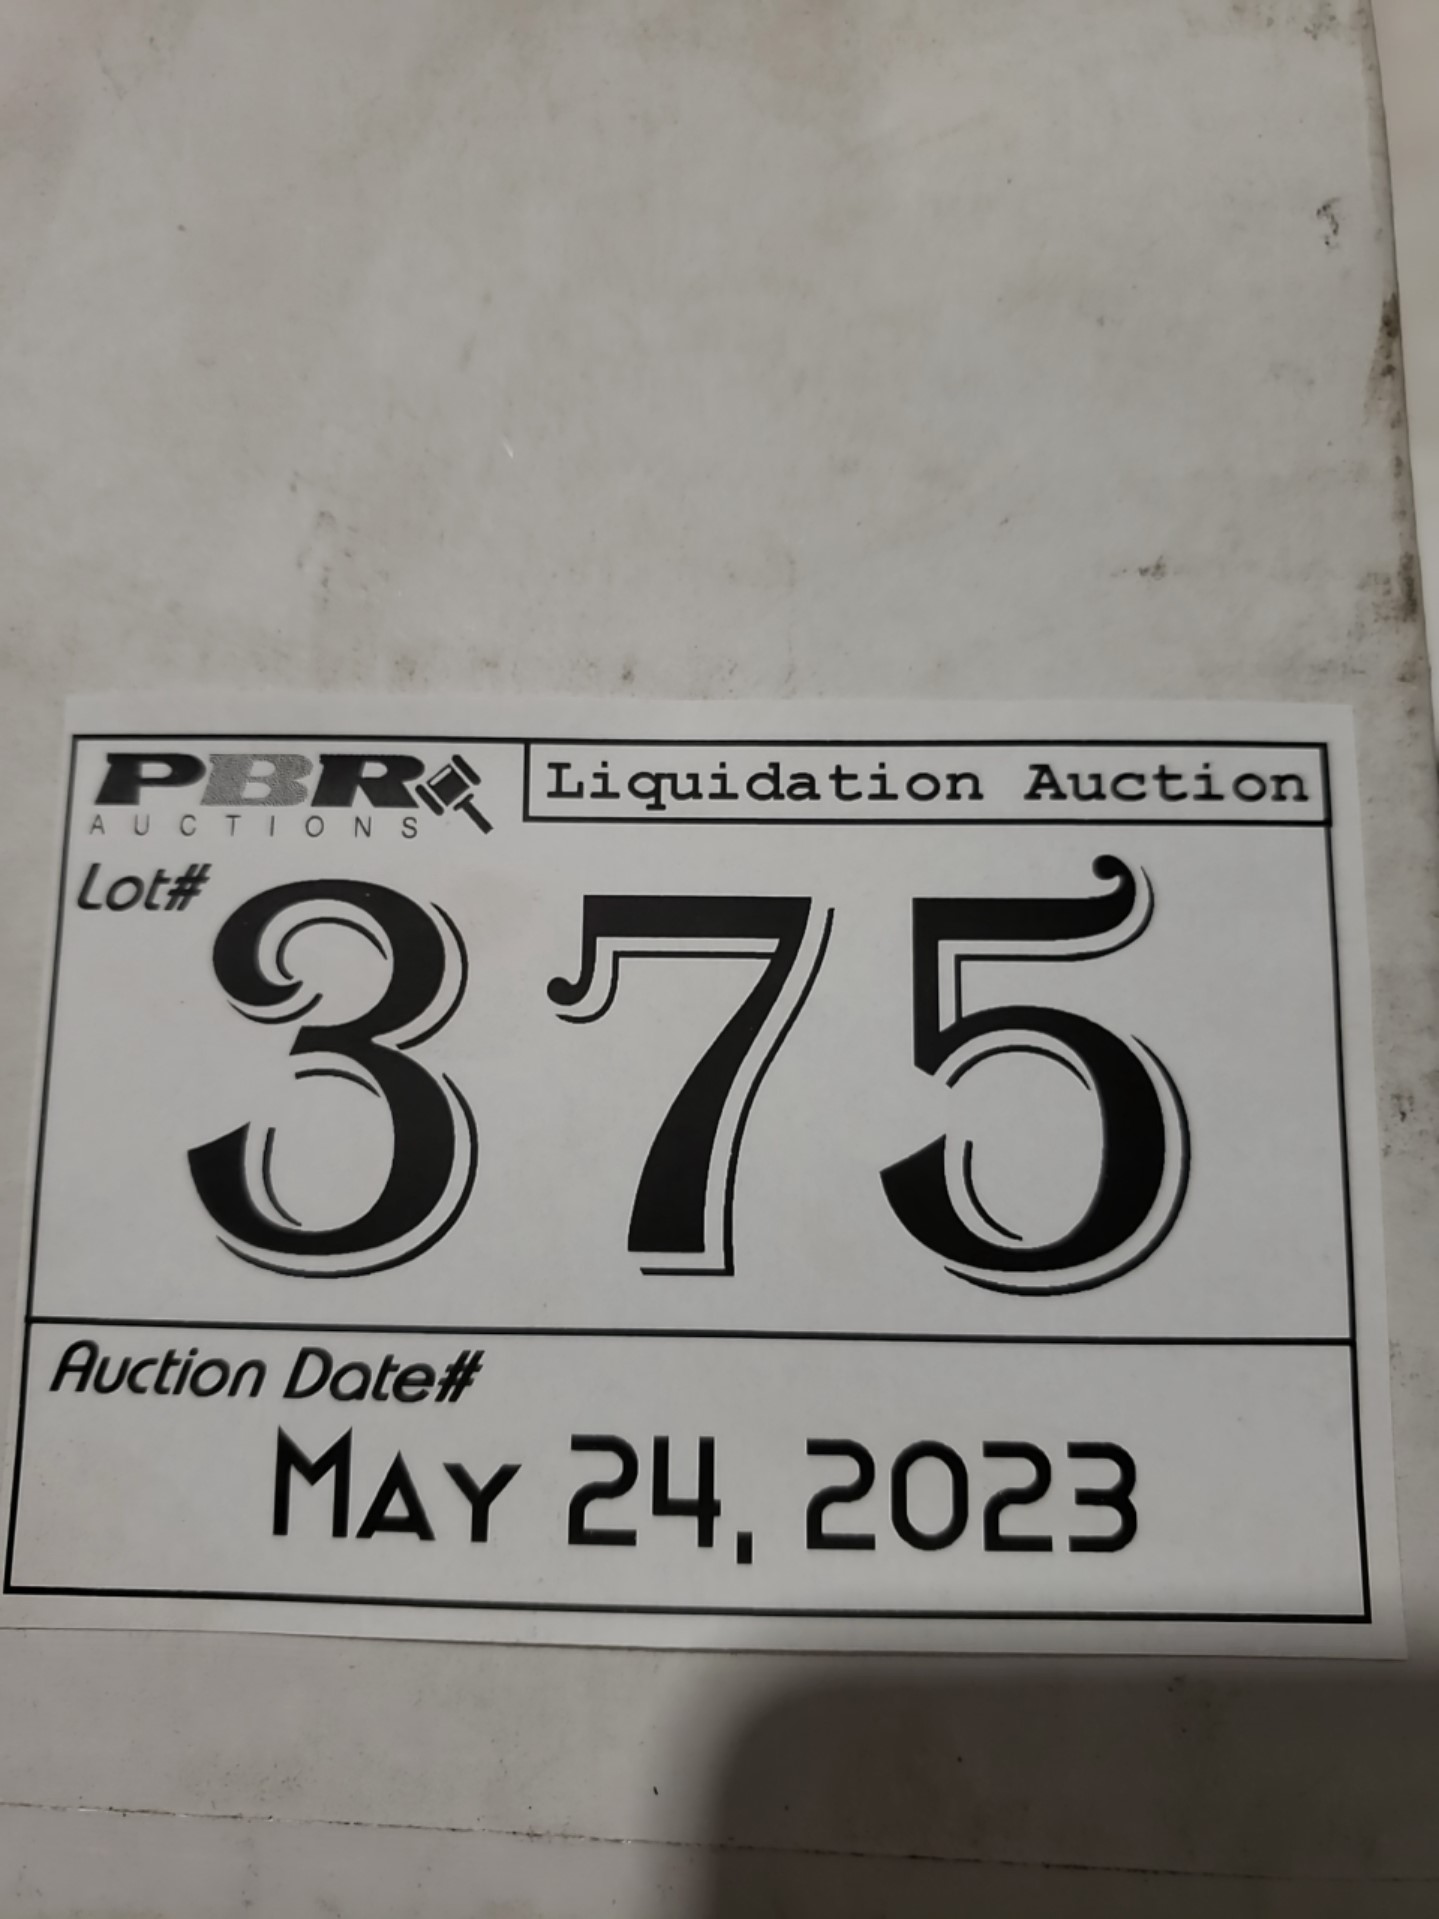 PBR
AUCTIONS
Liquidation Auction
Lot#
375
Auction Date#
MAY 24, 2023